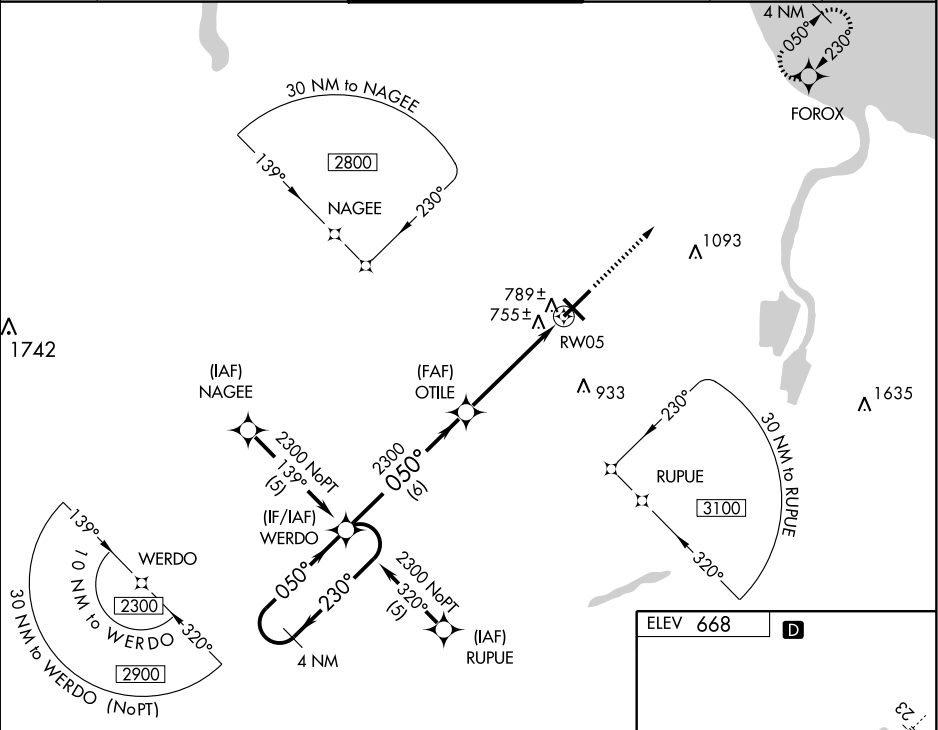 4 NM
050°
230°
FOROX
30 NM to NAGEE
2800
139°
230°
NAGEE
1093
789±
755±
RW05
1742
(IAF)
NAGEE
(FAF)
OTILE
933
1635
230°
30 NM to RUPUE
2300 NoPT
139°
(5)
2300
050°
(6)
RUPUE
3100
320°
(IF/IAF)
WERDO
139°
WERDO
10 NM to WERDO
2300
320°
30 NM to WERDO (NoPT)
2900
050°
230°
4 NM
2300 NoPT
320°
(5)
(IAF)
RUPUE
ELEV 668
D
23